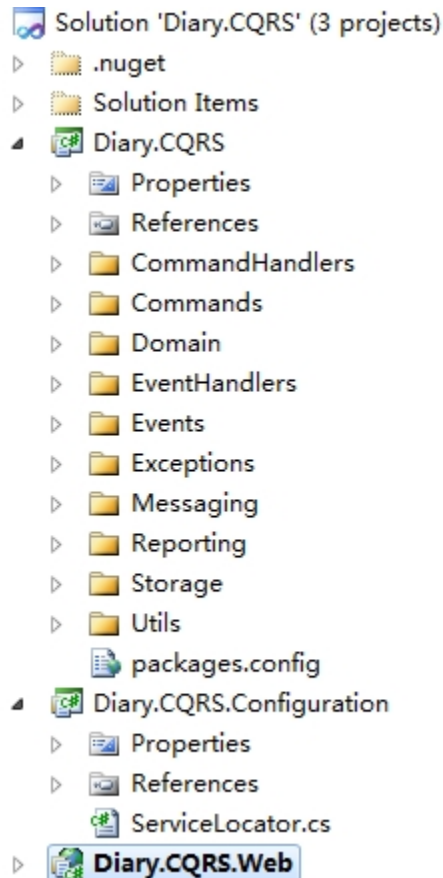 Solution 'Diary.CQRS' (3 projects)
.nuget
Solution Items
Diary.CQRS
Properties
References
CommandHandlers
Commands
Domain
EventHandlers
Events
Exceptions
Messaging
Reporting
Storage
Utils
packages.config
Diary.CQRS.Configuration
Properties
References
ServiceLocator.cs
Diary.CQRS.Web